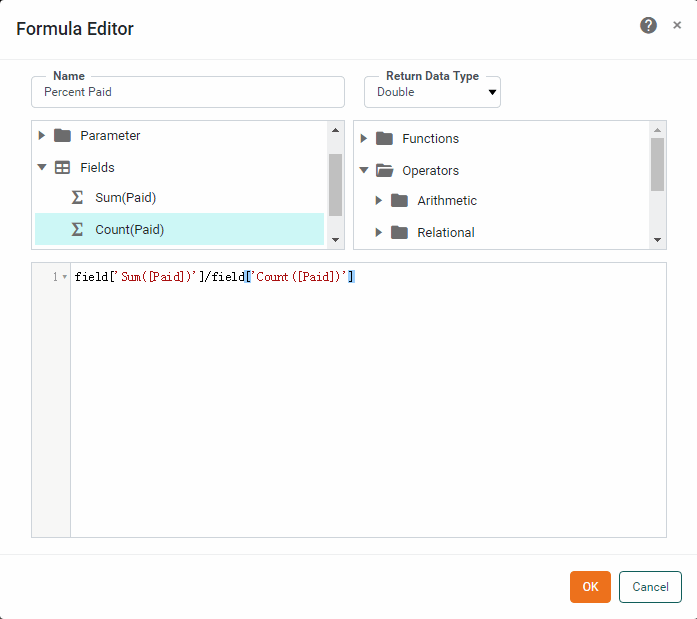 Formula Editor
Name
Percent Paid
Return Data Type
Double
Parameter
Fields
Sum(Paid)
Count(Paid)
Functions
Operators
Arithmetic
Relational
1
field['Sum([Paid])']/field['Count([Paid])']
OK
Cancel